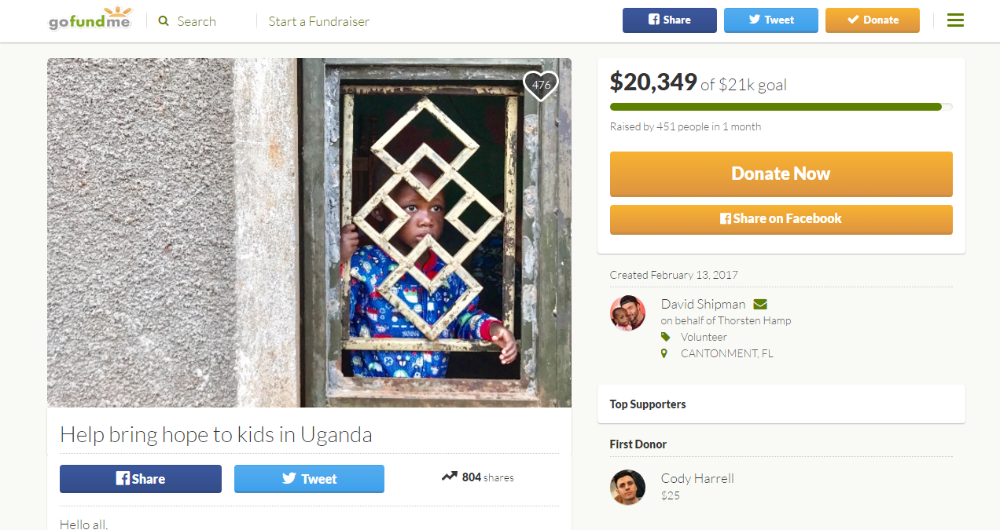 gofundme
Search
Start a Fundraiser
Share
Tweet
Donate
476
$20,349 of $21k goal
Raised by 451 people in 1 month
Donate Now
Share on Facebook
Created February 13, 2017
David Shipman
on behalf of Thorsten Hamp
Volunteer
CANTONMENT, FL
Top Supporters
First Donor
Cody Harrell
$25
Help bring hope to kids in Uganda
Share
Tweet
804 shares
Hello all,